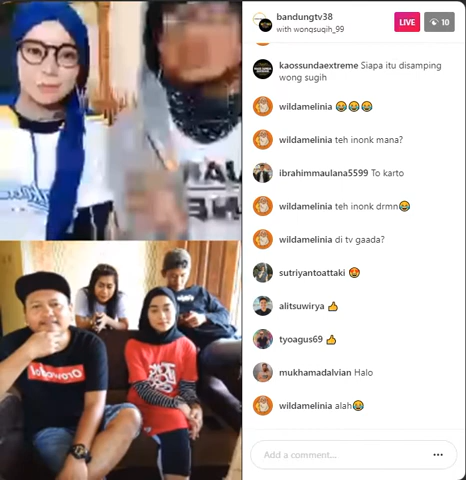 bandungtv38
with wonqsuqih_99
LIVE
10
kaossundaextreme Siapa itu disamping
wong sugih
wildamelinia 😂😂😂
wildamelinia teh inonk mana?
ibrahimmaulana5599 To karto
wildamelinia teh inonk drmn😂
wildamelinia di tv gaada?
sutriyantoattaki 😍
alitsuwirya 👍
tyoagus69 👍
mukhamadalvian Halo
wildamelinia alah😂
Add a comment...